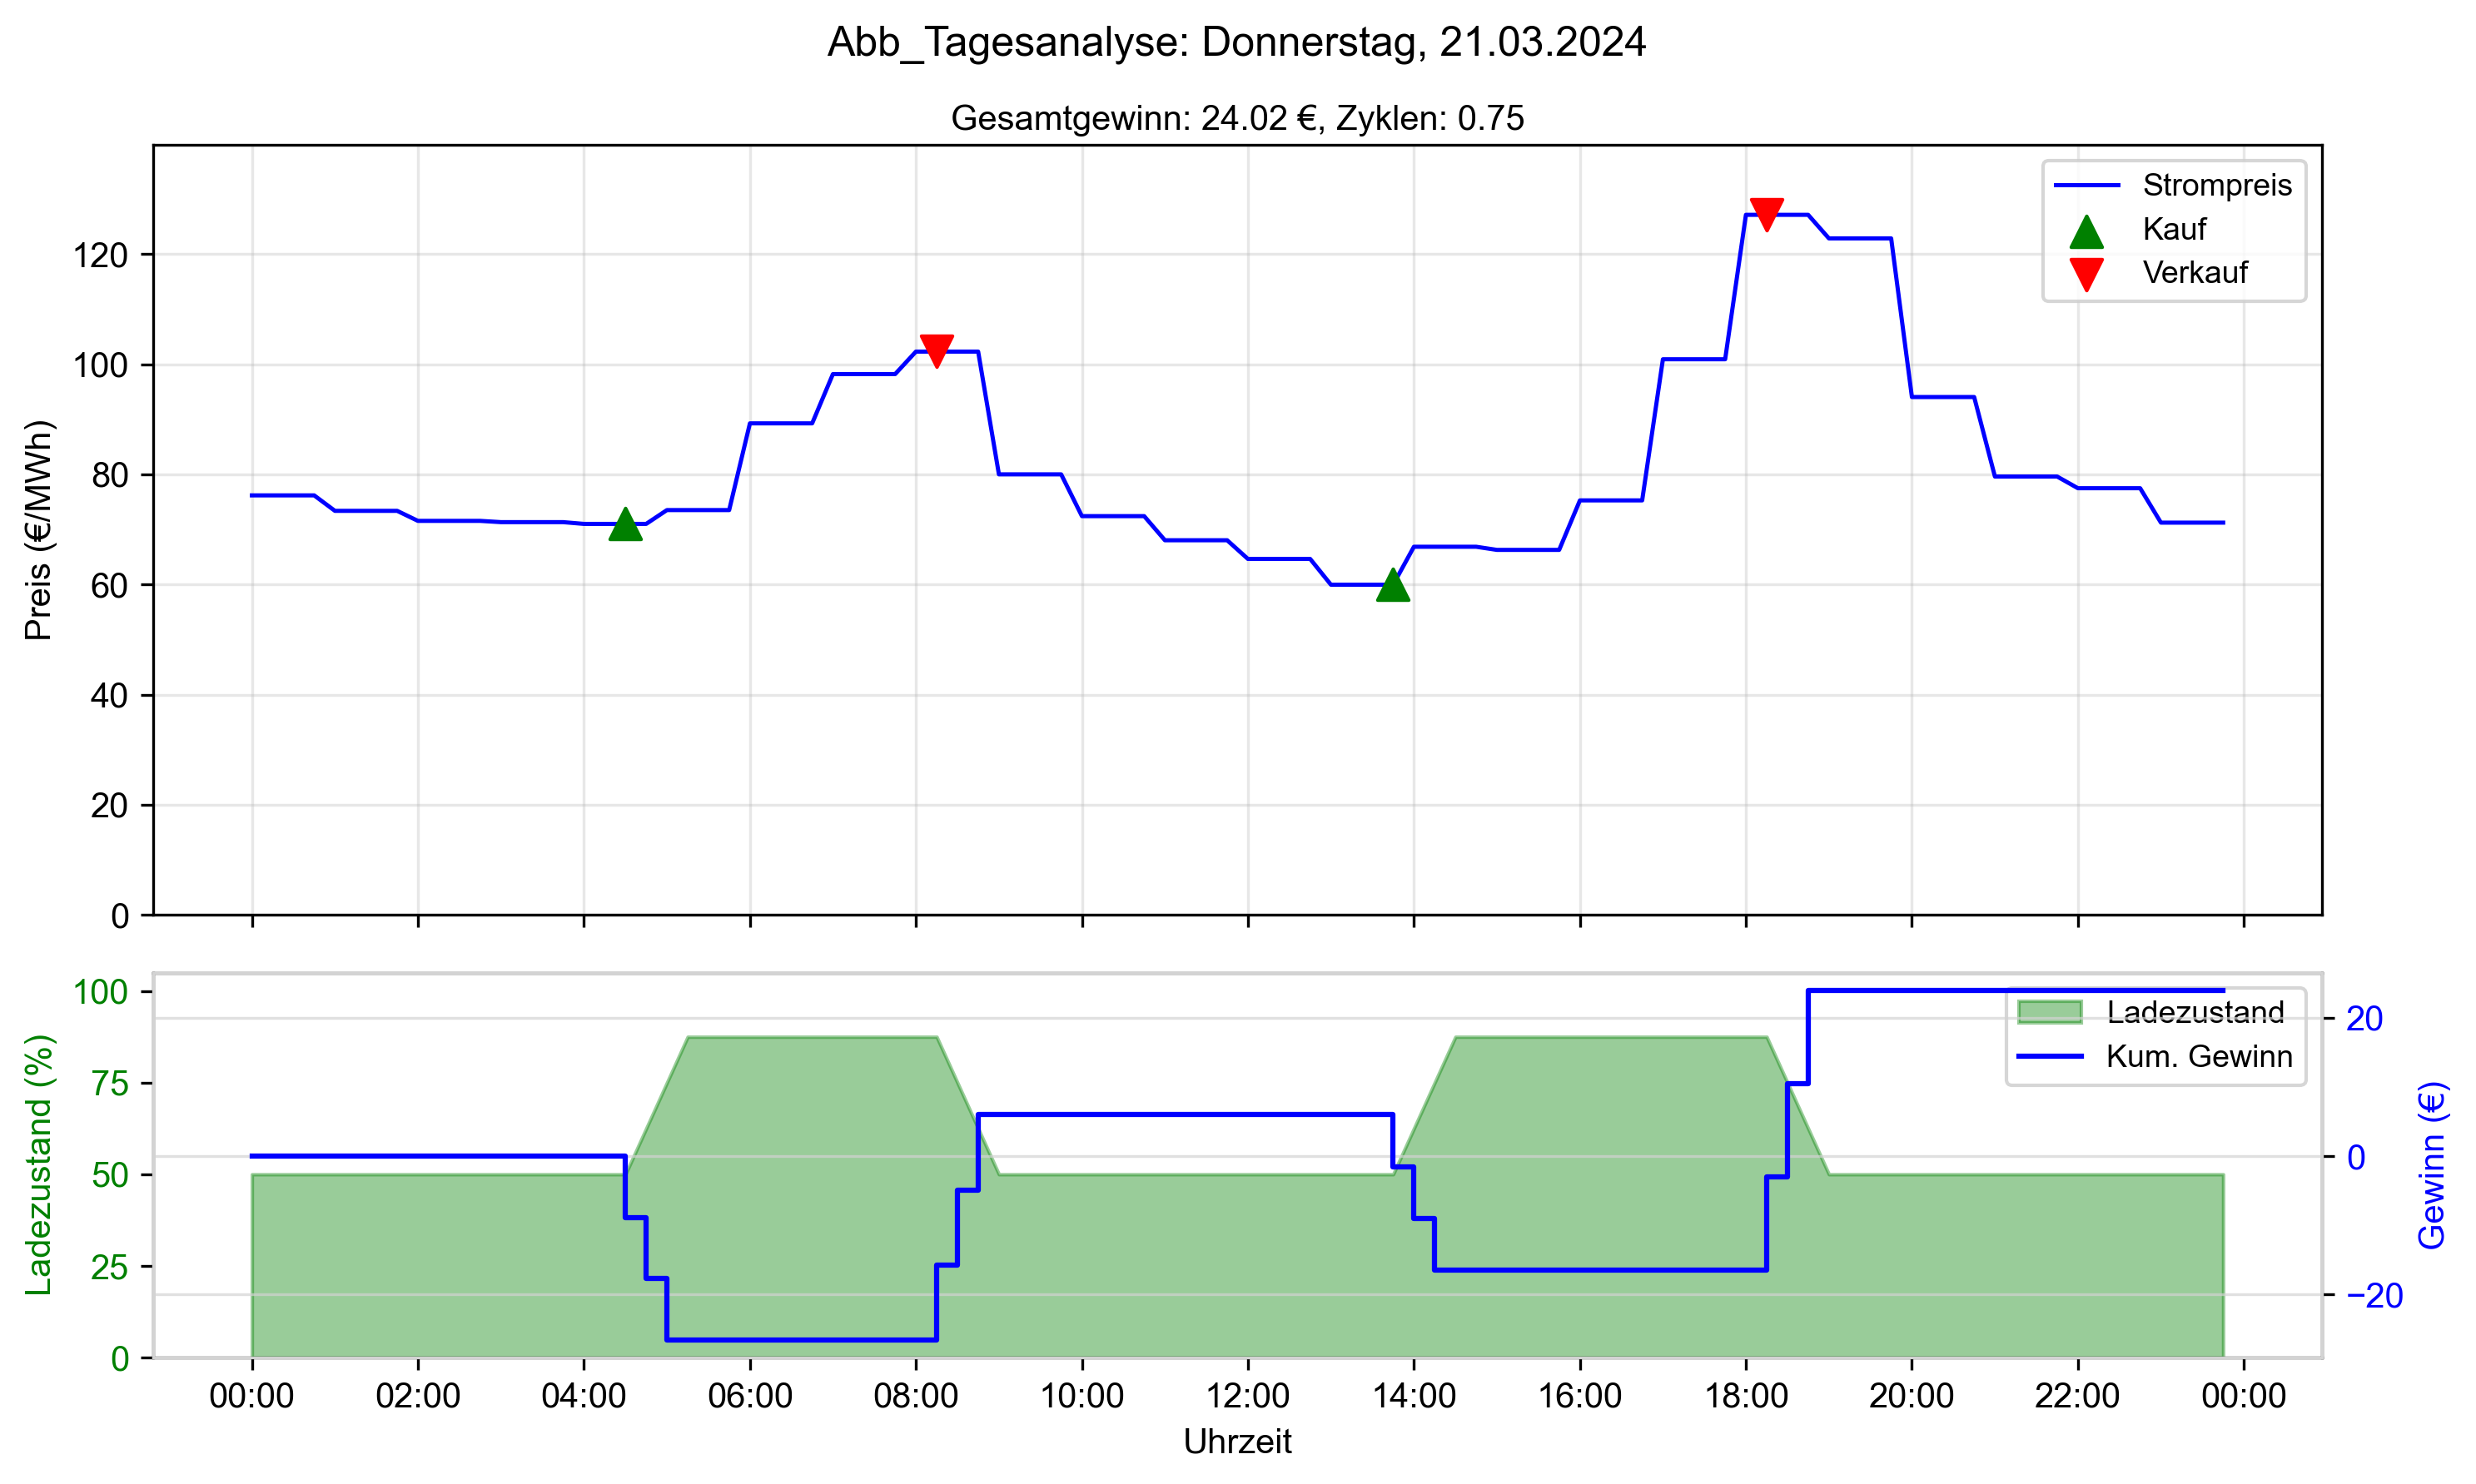 Abb_Tagesanalyse: Donnerstag, 21.03.2024
Gesamtgewinn: 24.02 €, Zyklen: 0.75
Preis (€/MWh)
120
100
80
60
40
20
0
Strompreis
Kauf
Verkauf
Ladezustand (%)
100
75
50
25
0
Ladezustand
Kum. Gewinn
20
0
−20
Gewinn (€)
00:00 02:00 04:00 06:00 08:00 10:00 12:00 14:00 16:00 18:00 20:00 22:00 00:00
Uhrzeit